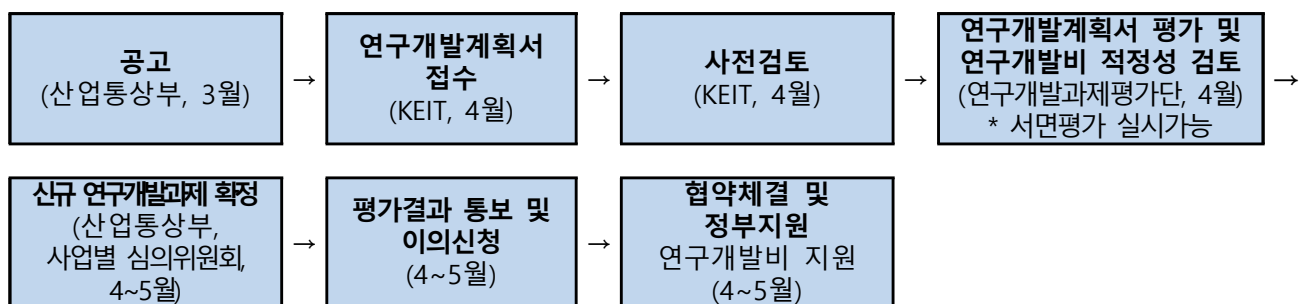 공고
(산업통상부, 3월)
→
연구개발계획서
접수
(KEIT, 4월)
→
사전검토
(KEIT, 4월)
→
연구개발계획서 평가 및
연구개발비 적정성 검토
(연구개발과제평가단, 4월)
* 서면평가 실시가능
→
신규 연구개발과제 확정
(산업통상부,
사업별 심의위원회,
4~5월)
→
평가결과 통보 및
이의신청
(4~5월)
→
협약체결 및
정부지원
연구개발비 지원
(4~5월)